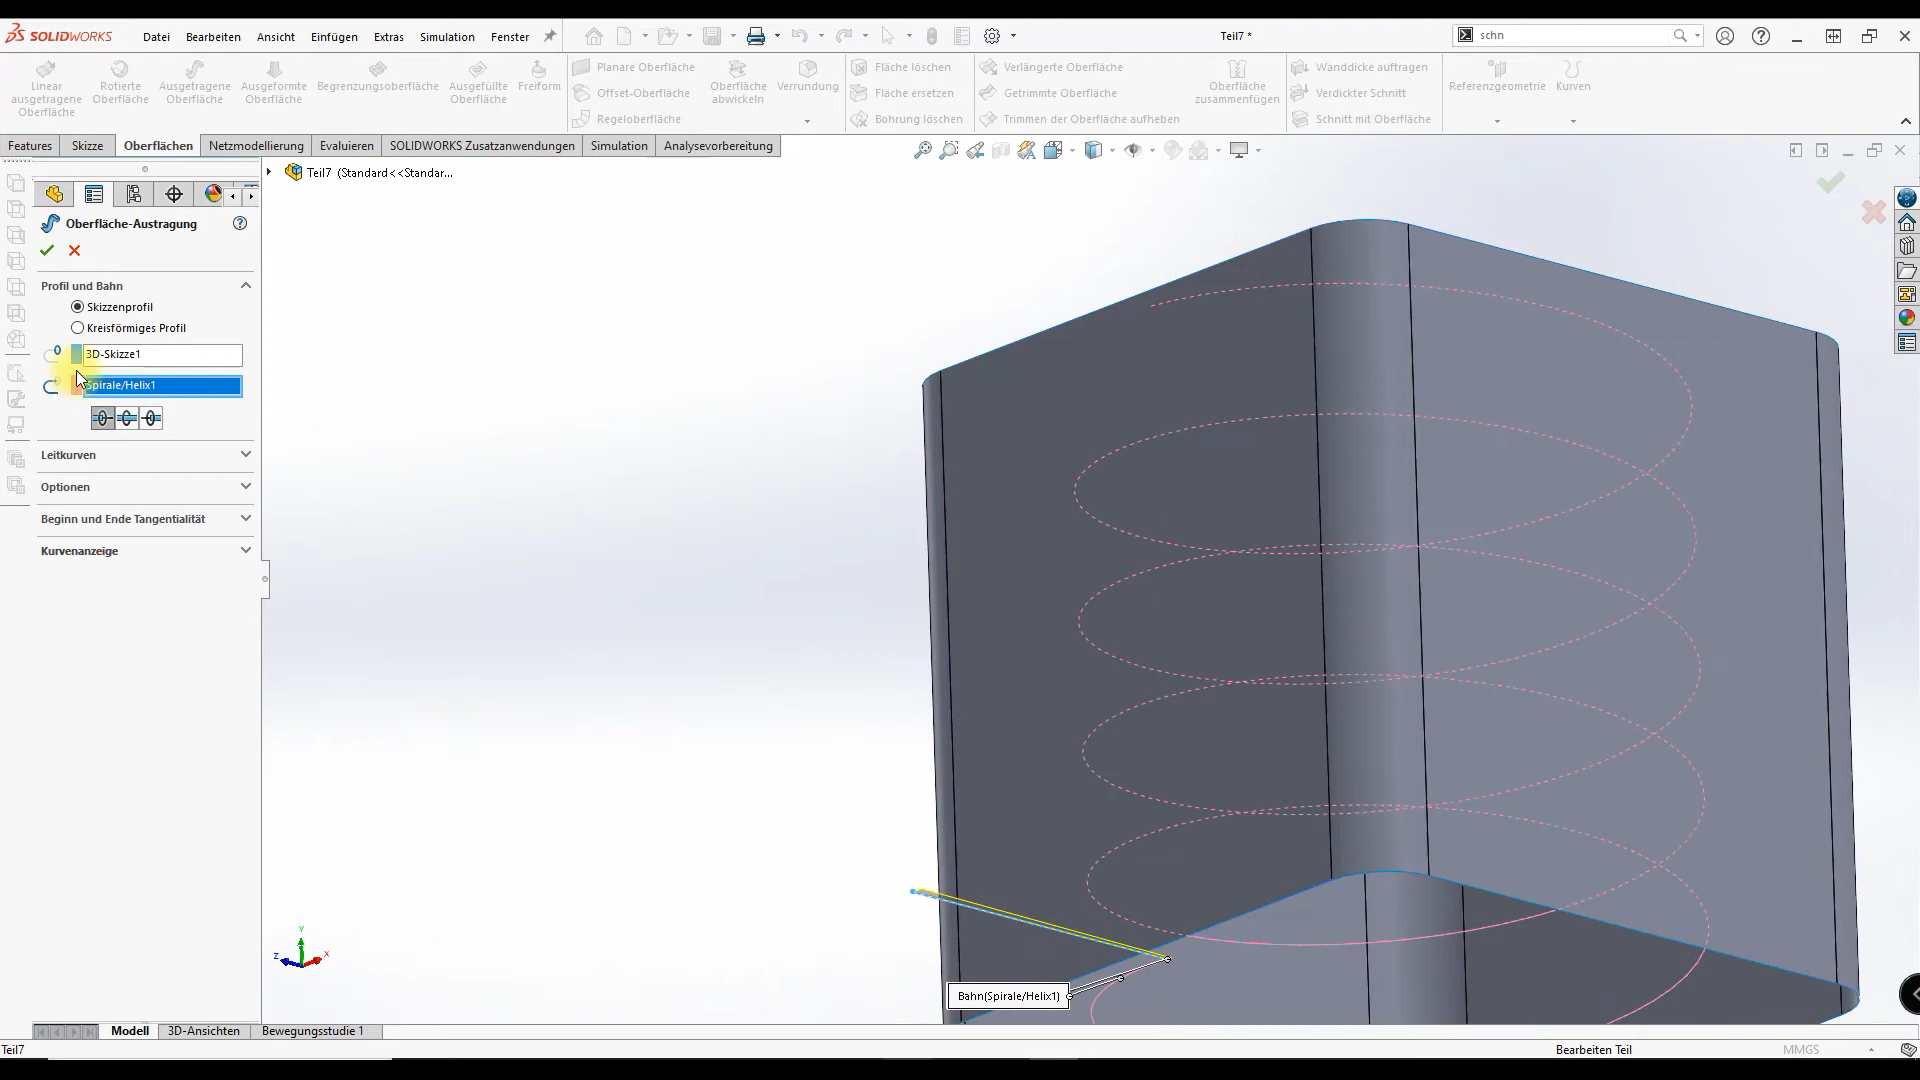 SOLIDWORKS Datei Bearbeiten Ansicht Einfügen Extras Simulation Fenster Teil7 * schn
Linear ausgetragene Oberfläche
Rotierte Oberfläche
Ausgetragene Oberfläche
Ausgeformte Oberfläche
Begrenzungsoberfläche
Ausgefüllte Oberfläche
Freiform
Planare Oberfläche
Offset-Oberfläche
Regeloberfläche
Oberfläche abwickeln
Verrundung
Fläche löschen
Fläche ersetzen
Bohrung löschen
Verlängerte Oberfläche
Getrimmte Oberfläche
Trimmen der Oberfläche aufheben
Oberfläche zusammenfügen
Wanddicke auftragen
Verdickter Schnitt
Schnitt mit Oberfläche
Referenzgeometrie
Kurven
Features Skizze Oberflächen Netzmodellierung Evaluieren SOLIDWORKS Zusatzanwendungen Simulation Analysevorbereitung
Teil7 (Standard<<Standar...
Oberfläche-Austragung
Profil und Bahn
Skizzenprofil
Kreisförmiges Profil
3D-Skizze1
Spirale/Helix1
Leitkurven
Optionen
Beginn und Ende Tangentialität
Kurvenanzeige
Y
Z
X
Bahn(Spirale/Helix1)
Modell 3D-Ansichten Bewegungsstudie 1
Teil7 Bearbeiten Teil MMGS